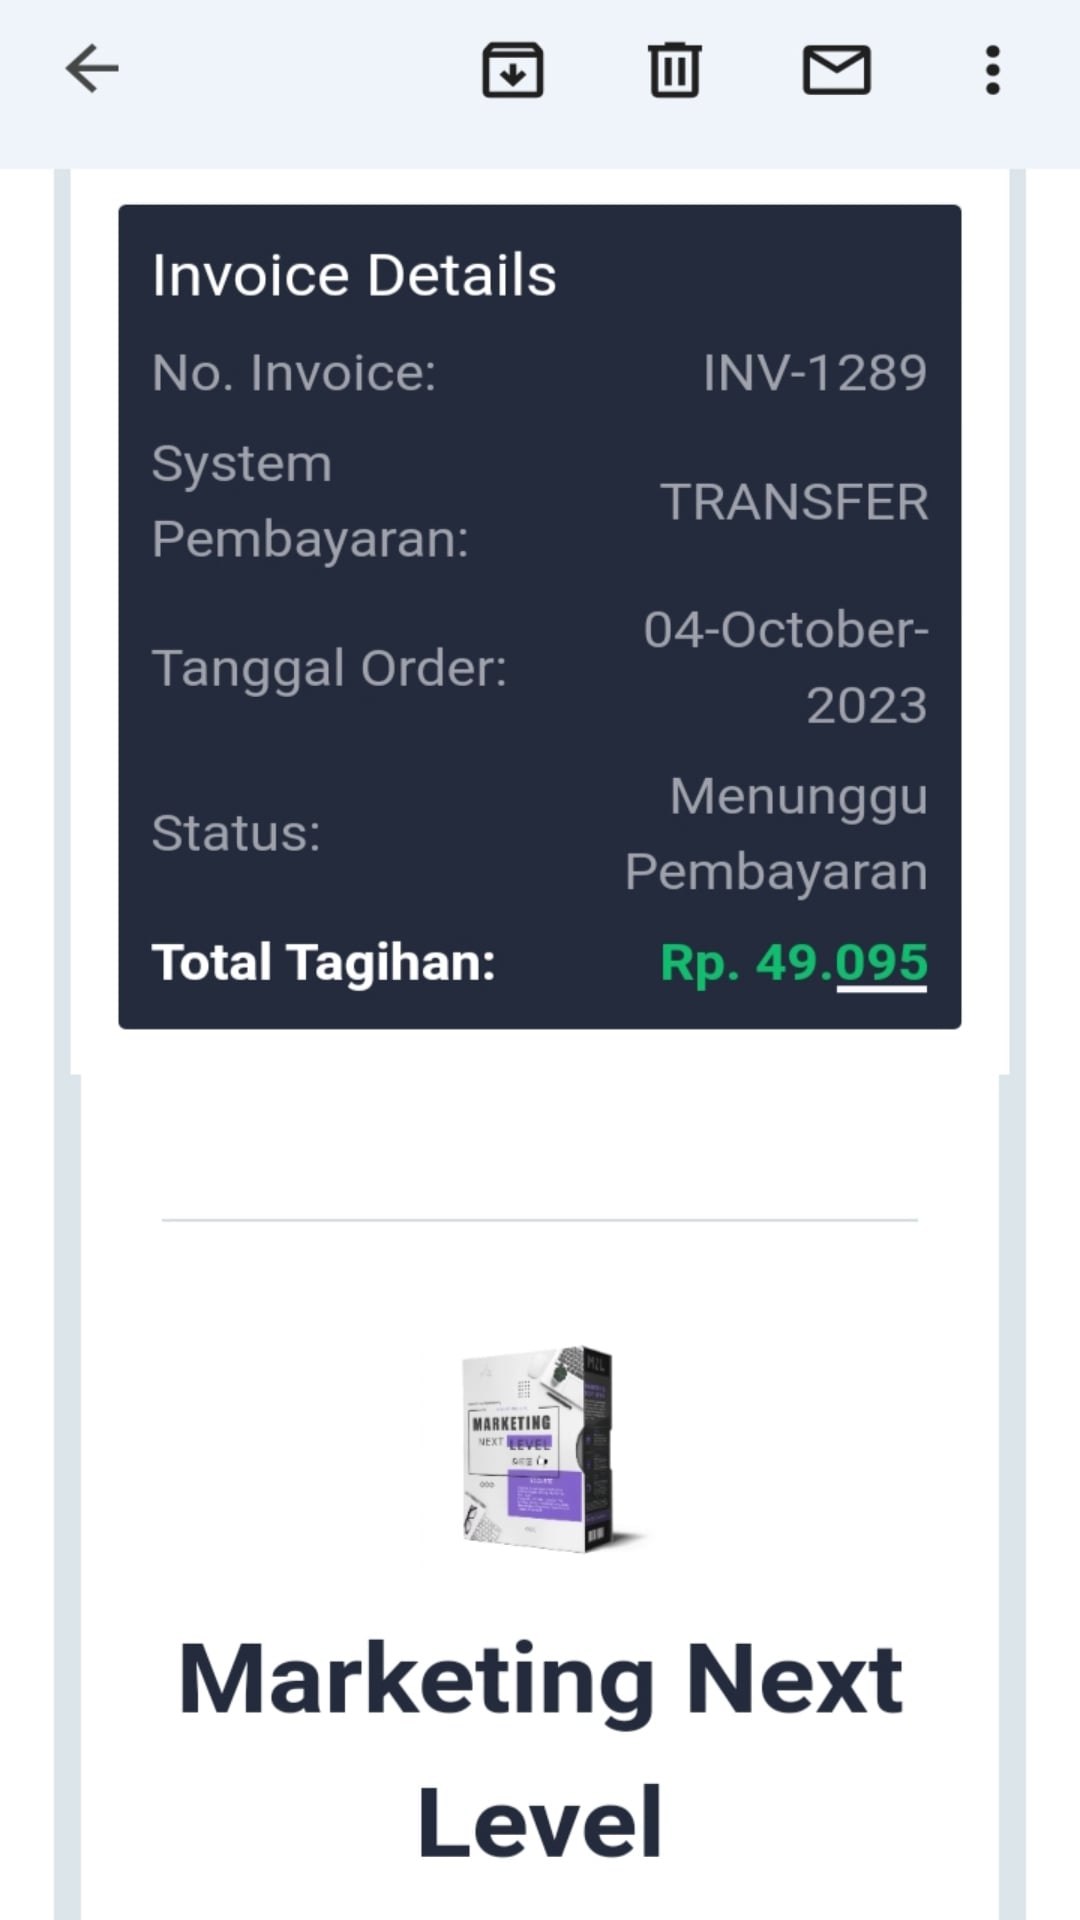 Invoice Details
No. Invoice: INV-1289
System
Pembayaran:
TRANSFER
Tanggal Order:
04-October-
2023
Status:
Menunggu
Pembayaran
Total Tagihan: Rp. 49.095
MARKETING
NEXT LEVEL
Marketing Next
Level